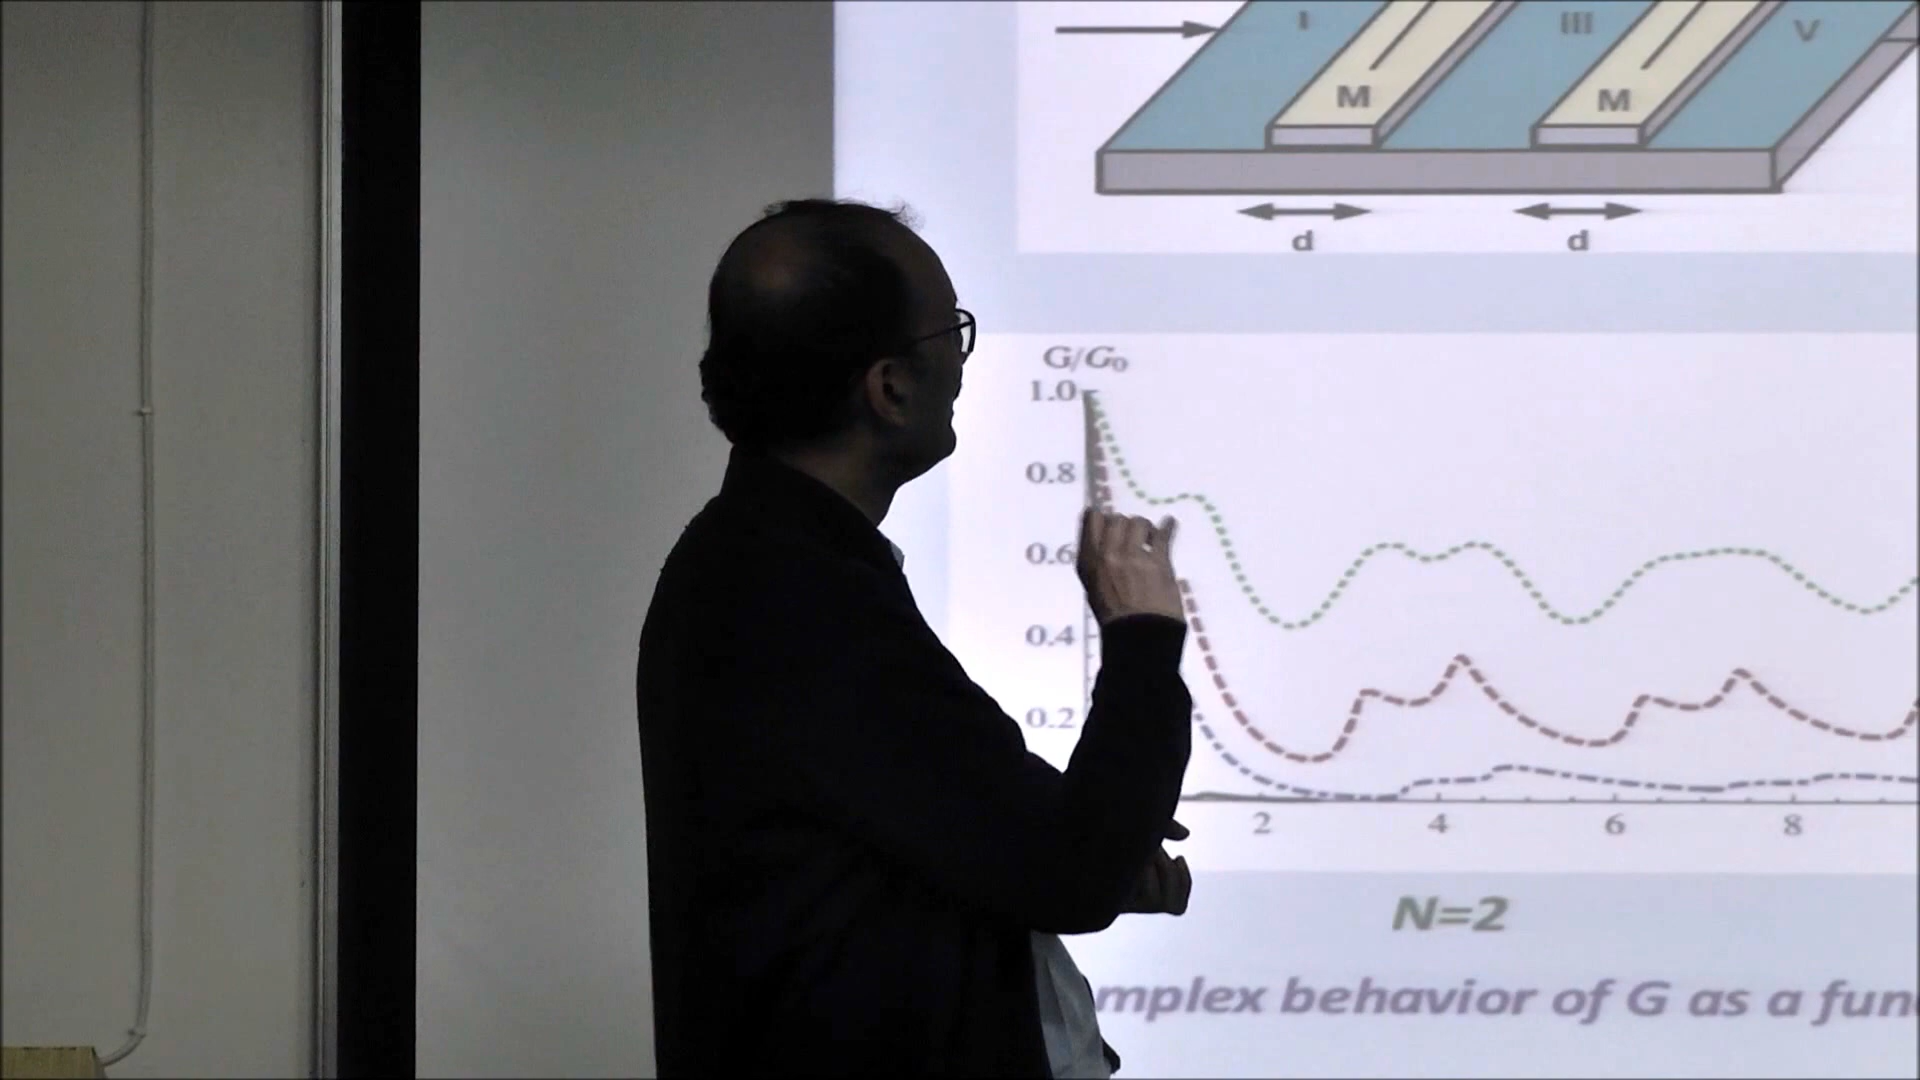 I III V
M M
d d
G/G₀
1.0
0.8
0.6
0.4
0.2
2 4 6 8
N=2
mplex behavior of G as a fun